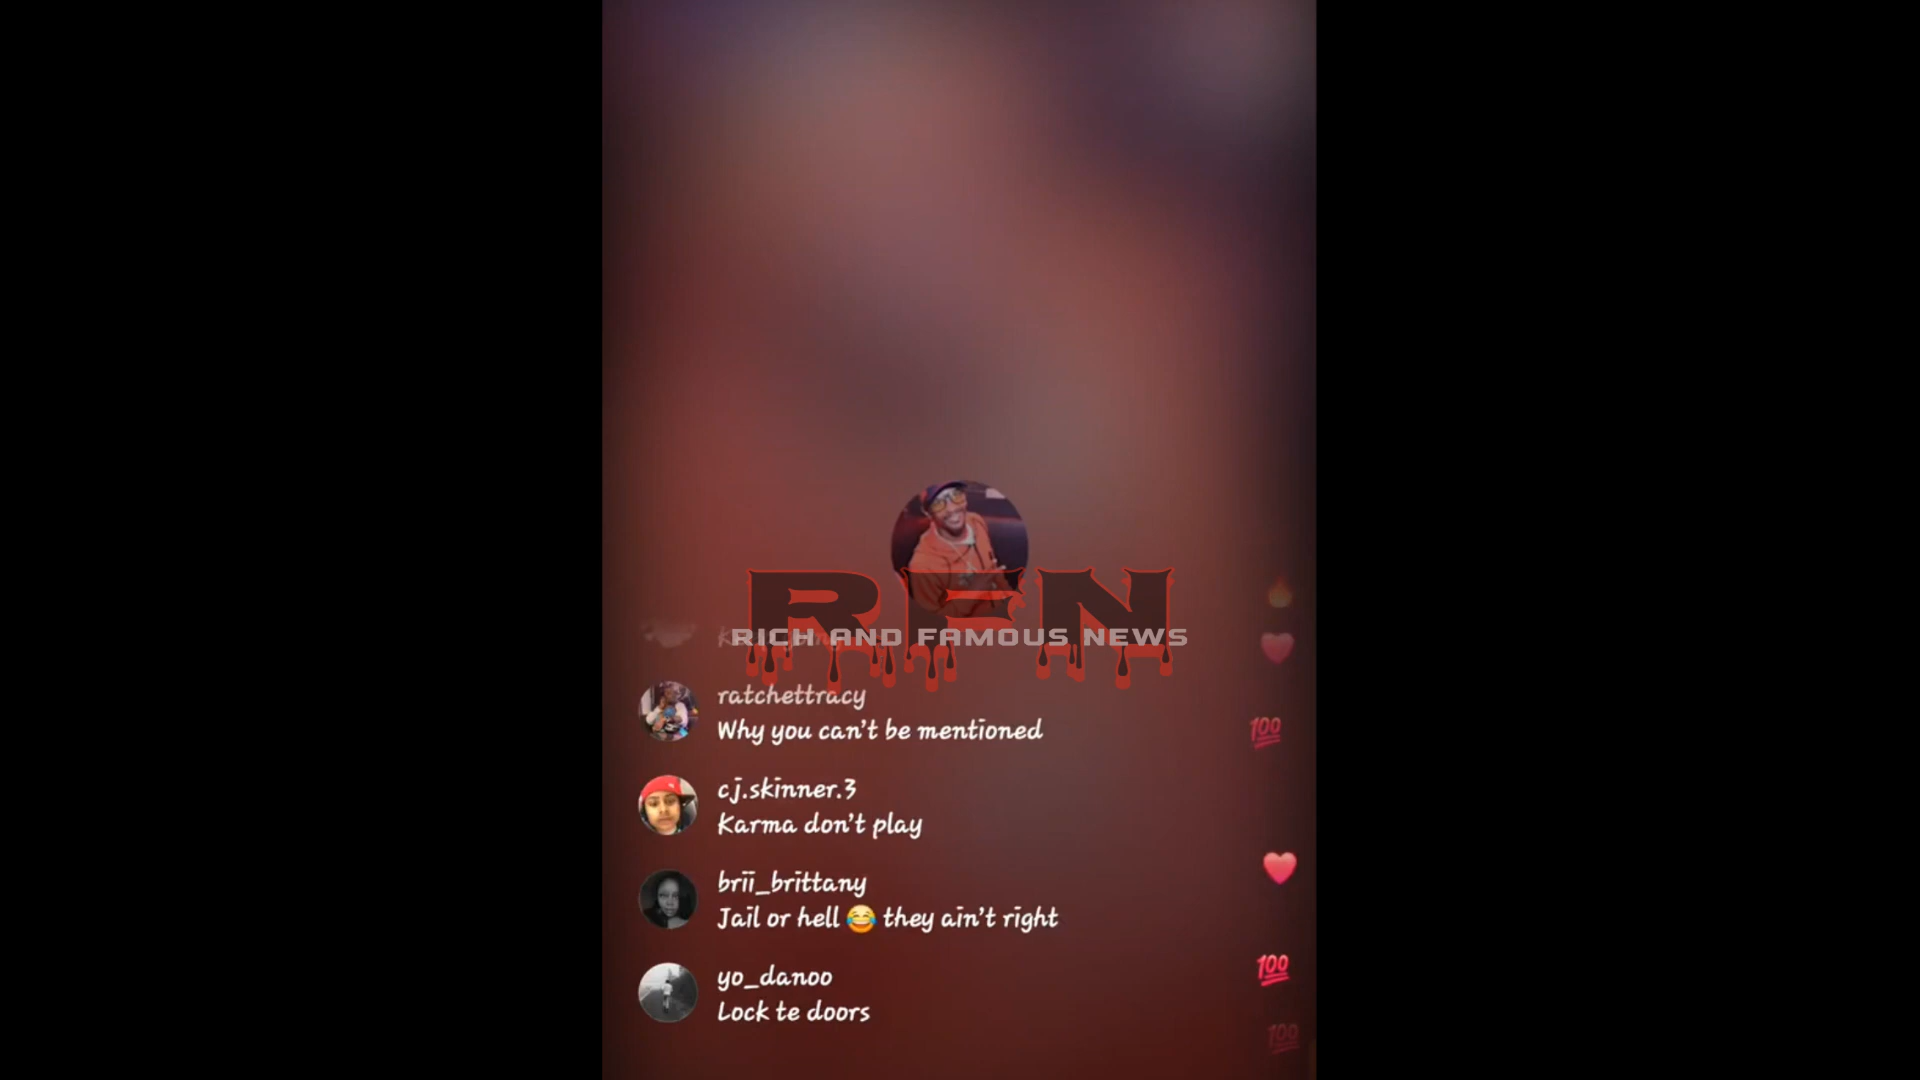 RFN
RICH AND FAMOUS NEWS
ratchettracy
Why you can't be mentioned
💯
cj.skinner.3
Karma don't play
brii_brittany
Jail or hell 😂 they ain't right
💯
yo_danoo
Lock te doors
💯